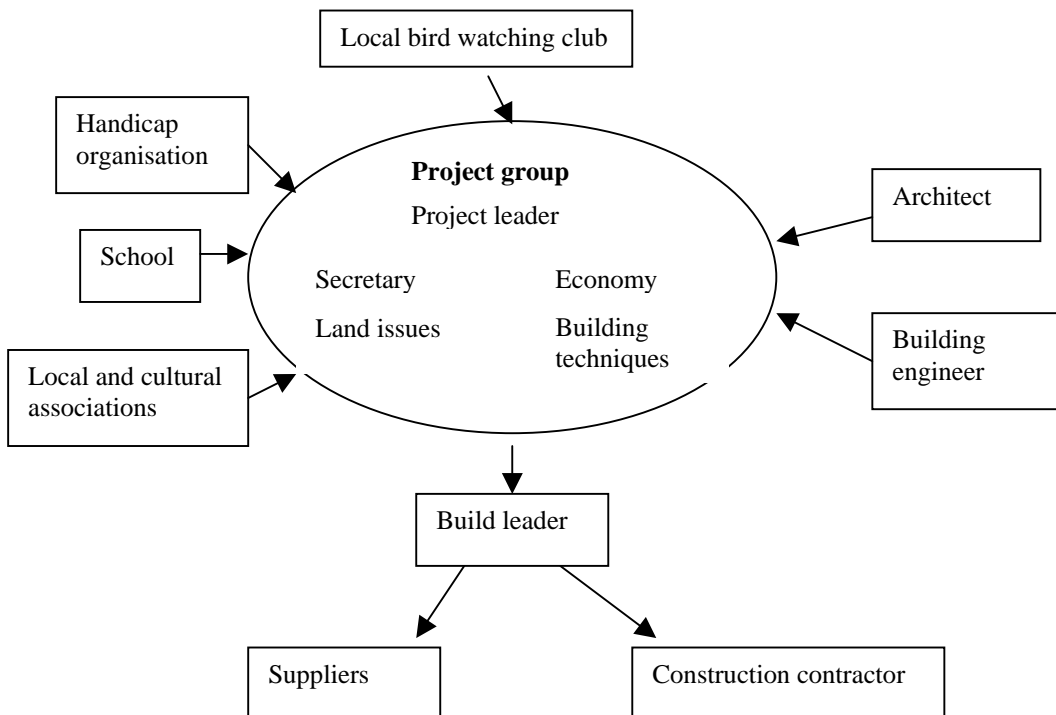 Local bird watching club
Handicap
organisation
Project group
Project leader
Architect
School
Secretary
Economy
Land issues
Building
techniques
Building
engineer
Local and cultural
associations
Build leader
Suppliers
Construction contractor